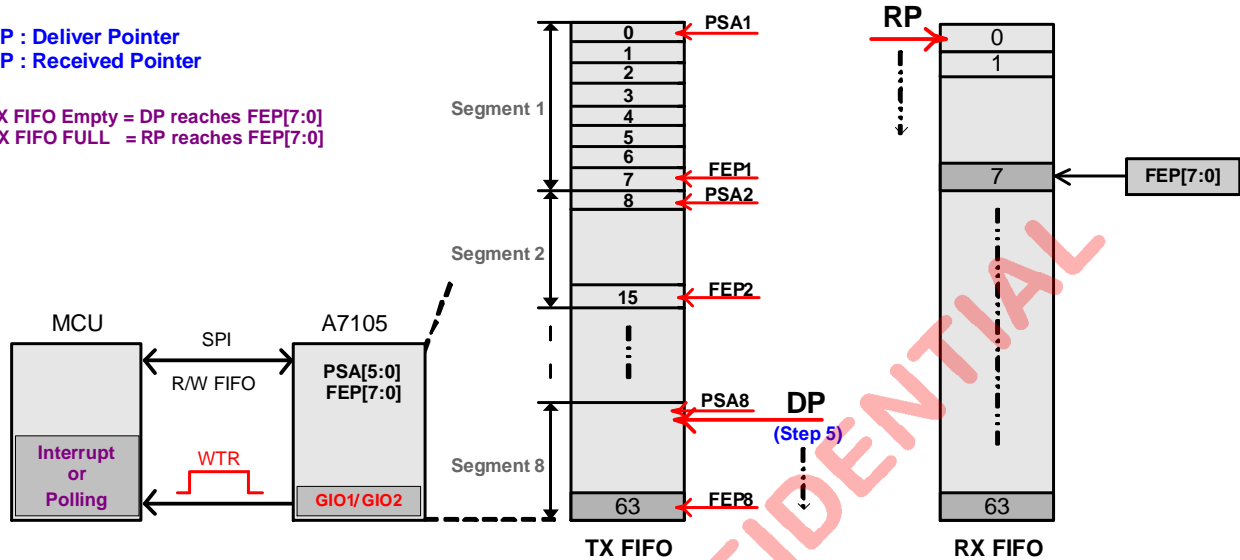 P : Deliver Pointer
P : Received Pointer
X FIFO Empty = DP reaches FEP[7:0]
X FIFO FULL = RP reaches FEP[7:0]
Segment 1
0
1
2
3
4
5
6
7
8
PSA1
FEP1
PSA2
Segment 2
15
FEP2
PSA8
DP
(Step 5)
Segment 8
63
FEP8
TX FIFO
RP
0
1
7
FEP[7:0]
63
RX FIFO
MCU
SPI
R/W FIFO
A7105
PSA[5:0]
FEP[7:0]
Interrupt
or
Polling
WTR
GIO1/GIO2
FIDENTIAL